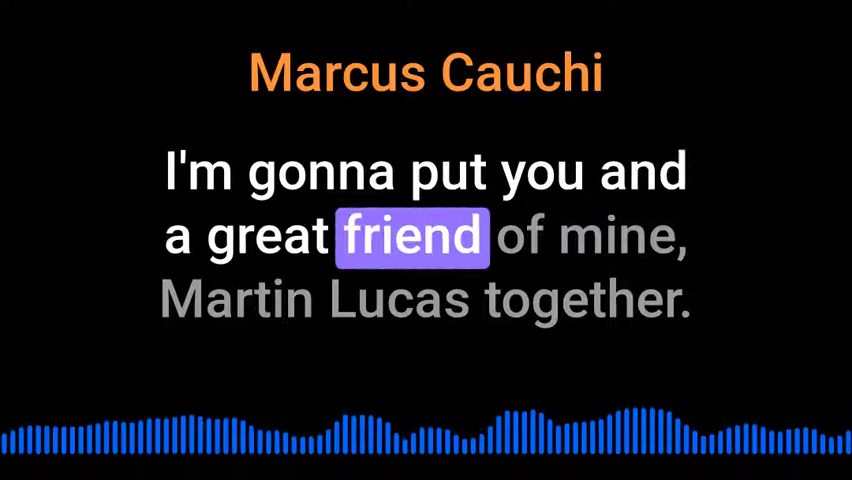 Marcus Cauchi
I'm gonna put you and
a great friend of mine,
Martin Lucas together.